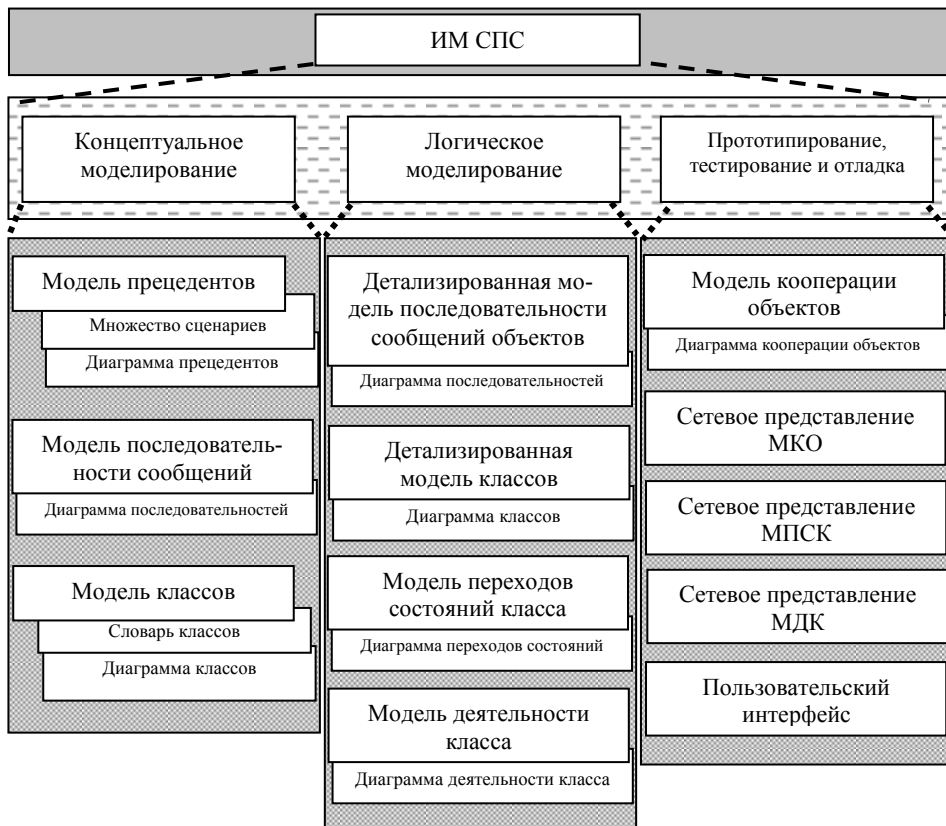 ИМ СПС
Концептуальное
моделирование
Логическое
моделирование
Прототипирование,
тестирование и отладка
Модель прецедентов
Множество сценариев
Диаграмма прецедентов
Модель последователь-
ности сообщений
Диаграмма последовательностей
Модель классов
Словарь классов
Диаграмма классов
Детализированная мо-
дель последовательности
сообщений объектов
Диаграмма последовательностей
Детализированная
модель классов
Диаграмма классов
Модель переходов
состояний класса
Диаграмма переходов состояний
Модель деятельности
класса
Диаграмма деятельности класса
Модель кооперации
объектов
Диаграмма кооперации объектов
Сетевое представление
МКО
Сетевое представление
МПСК
Сетевое представление
МДК
Пользовательский
интерфейс